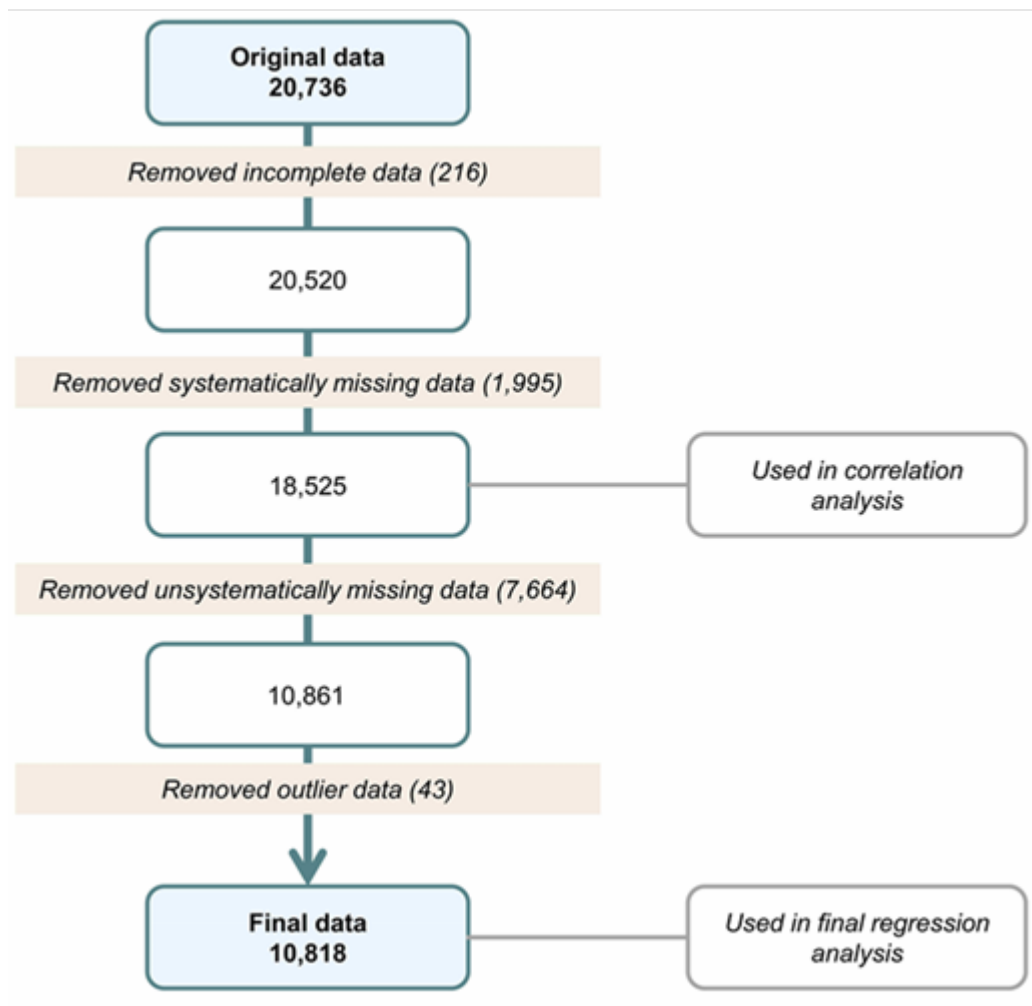 Original data
20,736
Removed incomplete data (216)
20,520
Removed systematically missing data (1,995)
18,525
Used in correlation
analysis
Removed unsystematically missing data (7,664)
10,861
Removed outlier data (43)
Final data
10,818
Used in final regression
analysis